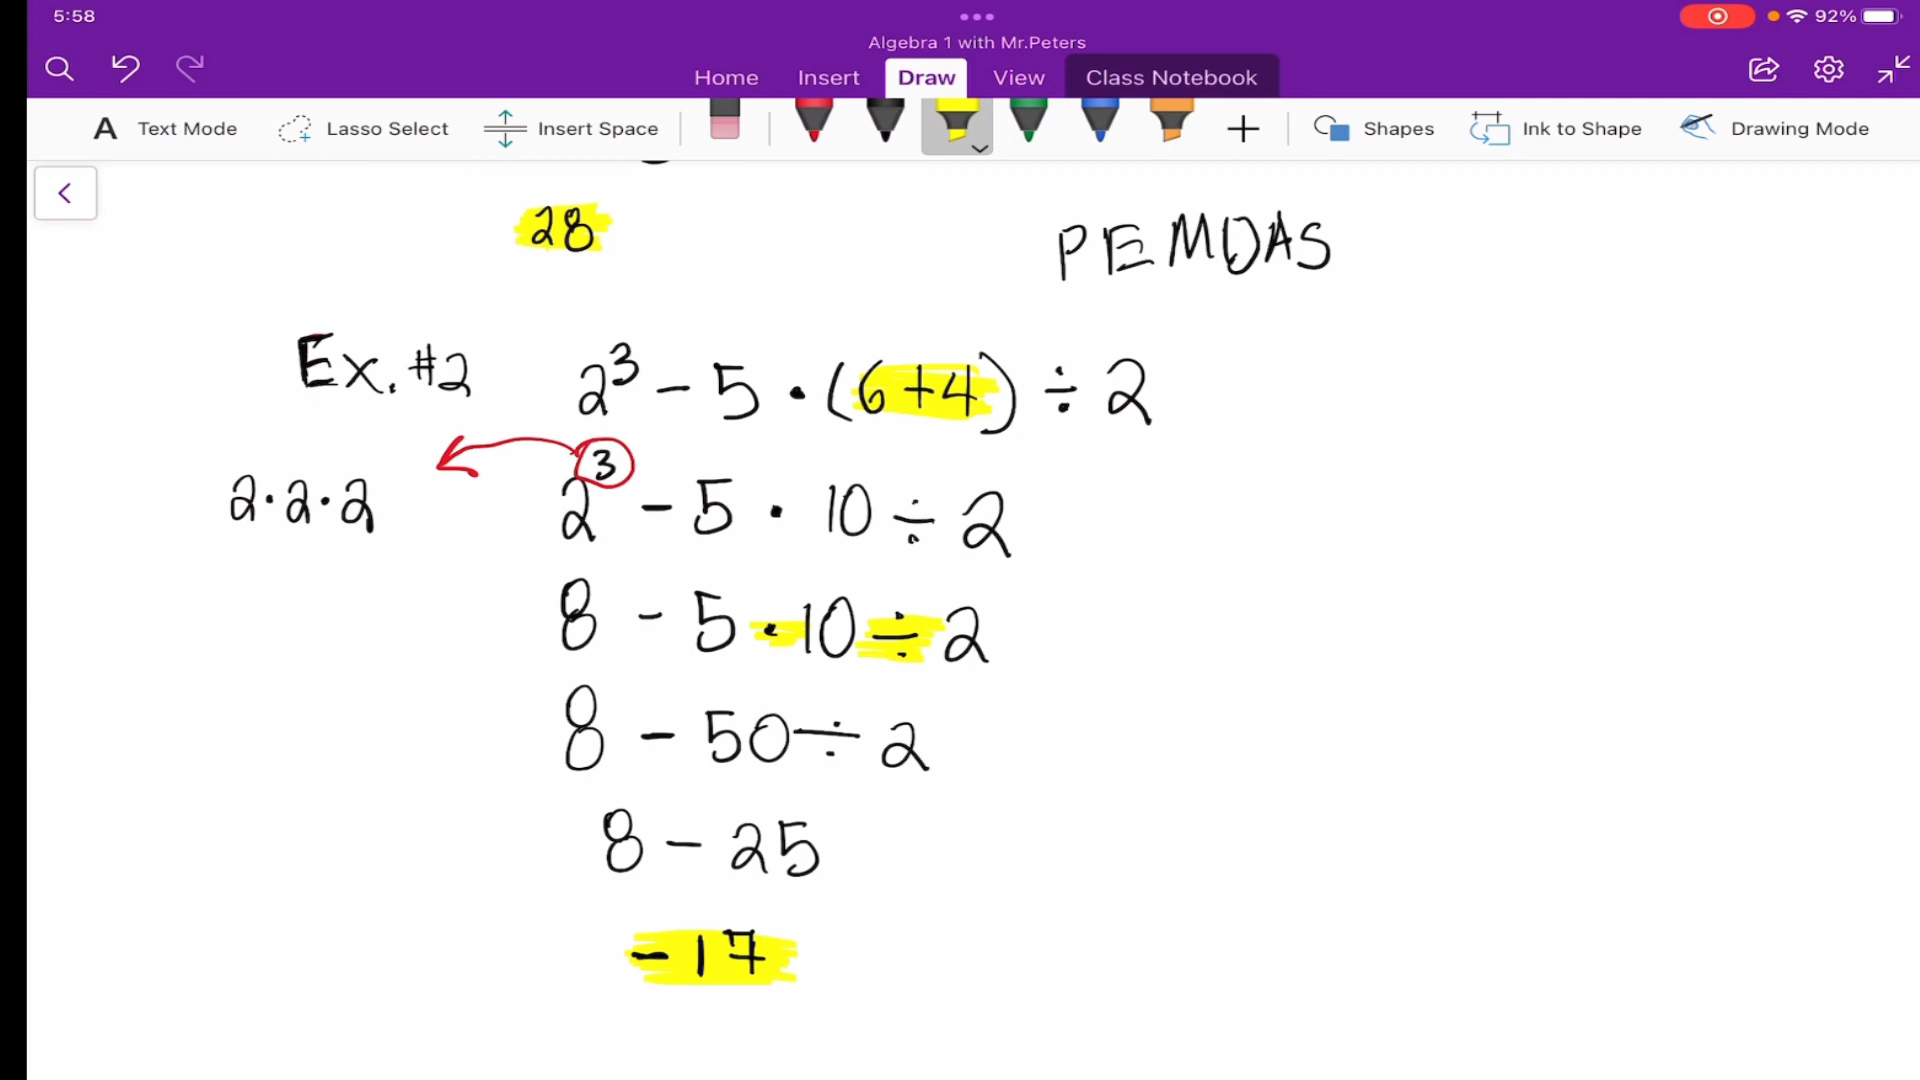 5:58
92%
Algebra 1 with Mr.Peters
Home Insert Draw View Class Notebook
A Text Mode Lasso Select Insert Space Shapes Ink to Shape Drawing Mode
28
PEMDAS
Ex. #2 2³ - 5 • (6+4) ÷ 2
2•2•2 2³ - 5 • 10 ÷ 2
8 - 5 • 10 ÷ 2
8 - 50 ÷ 2
8 - 25
-17